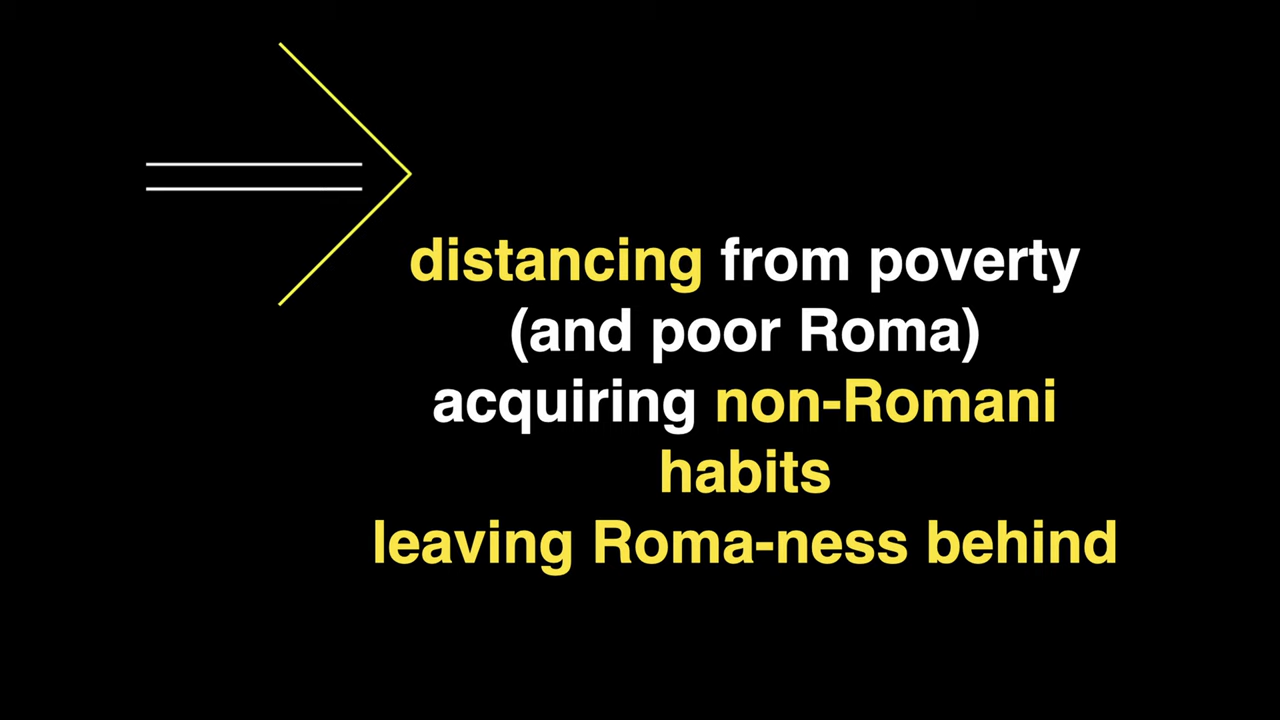 distancing from poverty
(and poor Roma)
acquiring non-Romani
habits
leaving Roma-ness behind